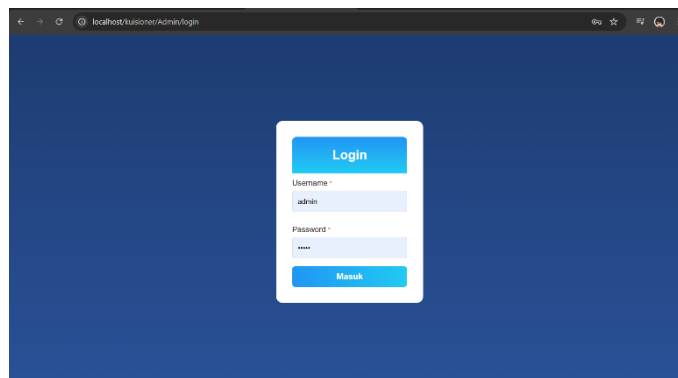 localhost/kuisioner/Admin/login
Login
Username *
admin
Password *
•••••
Masuk